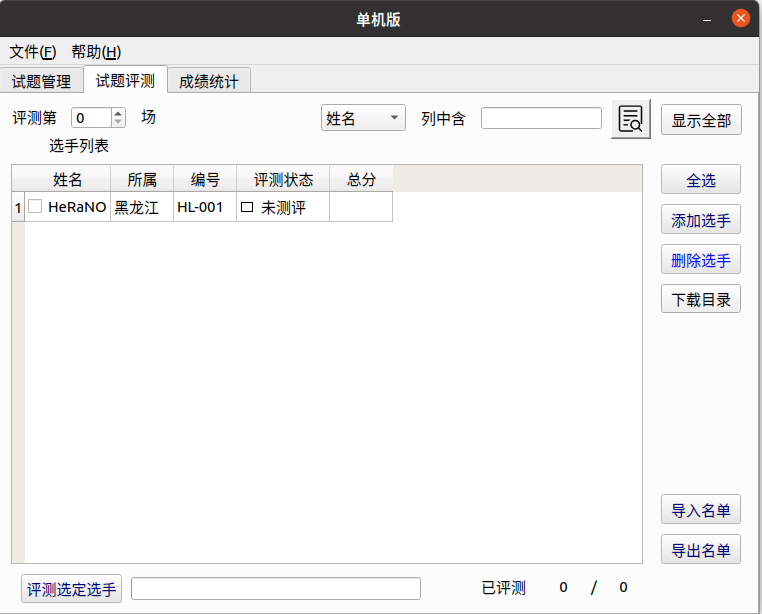 单机版
文件(F) 帮助(H)
试题管理 试题评测 成绩统计
评测第 0 场 姓名 列中含 显示全部
选手列表
姓名 所属 编号 评测状态 总分
1 HeRaNO 黑龙江 HL-001 未测评
全选
添加选手
删除选手
下载目录
导入名单
导出名单
评测选定选手 已评测 0 / 0